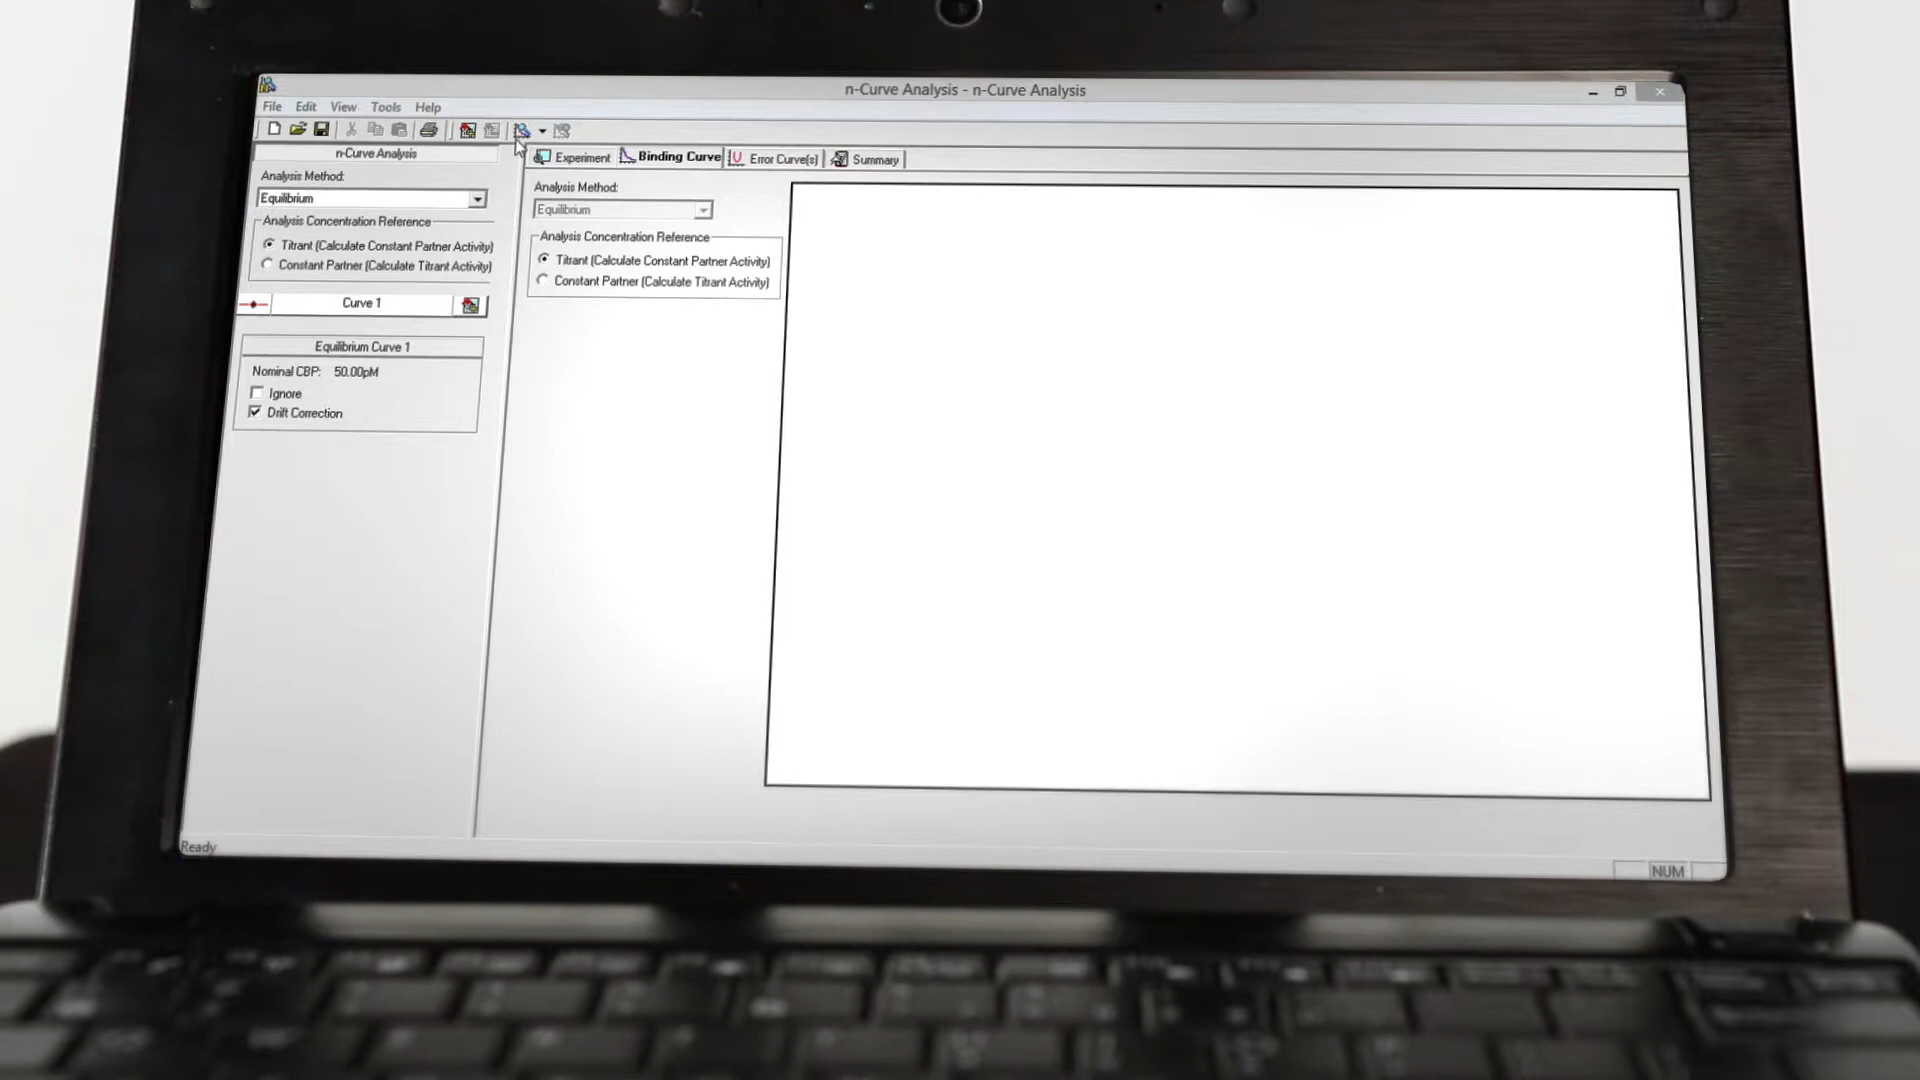 n-Curve Analysis - n-Curve Analysis
File Edit View Tools Help
n-Curve Analysis
Analysis Method:
Equilibrium
Analysis Concentration Reference
Titrant (Calculate Constant Partner Activity)
Constant Partner (Calculate Titrant Activity)
Curve 1
Equilibrium Curve 1
Nominal CBP: 50.00pM
Ignore
Drift Correction
Experiment Binding Curve Error Curve(s) Summary
Analysis Method:
Equilibrium
Analysis Concentration Reference
Titrant (Calculate Constant Partner Activity)
Constant Partner (Calculate Titrant Activity)
Ready
NUM